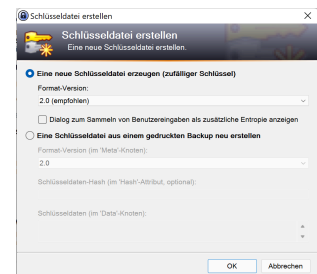 Schlüsseldatei erstellen
Schlüsseldatei erstellen
Eine neue Schlüsseldatei erstellen.
Eine neue Schlüsseldatei erzeugen (zufälliger Schlüssel)
Format-Version:
2.0 (empfohlen)
Dialog zum Sammeln von Benutzereingaben als zusätzliche Entropie anzeigen
Eine Schlüsseldatei aus einem gedruckten Backup neu erstellen
Format-Version (im 'Meta'-Knoten):
2.0
Schlüsseldaten-Hash (im 'Hash'-Attribut, optional):
Schlüsseldaten (im 'Data'-Knoten):
OK
Abbrechen